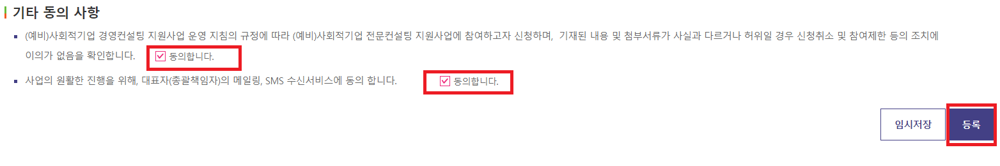 기타 동의 사항
(예비)사회적기업 경영컨설팅 지원사업 운영 지침의 규정에 따라 (예비)사회적기업 전문컨설팅 지원사업에 참여하고자 신청하며, 기재된 내용 및 첨부서류가 사실과 다르거나 허위일 경우 신청취소 및 참여제한 등의 조치에
이의가 없음을 확인합니다. 동의합니다.
사업의 원활한 진행을 위해, 대표자(총괄책임자)의 메일링, SMS 수신서비스에 동의 합니다. 동의합니다.
임시저장 등록